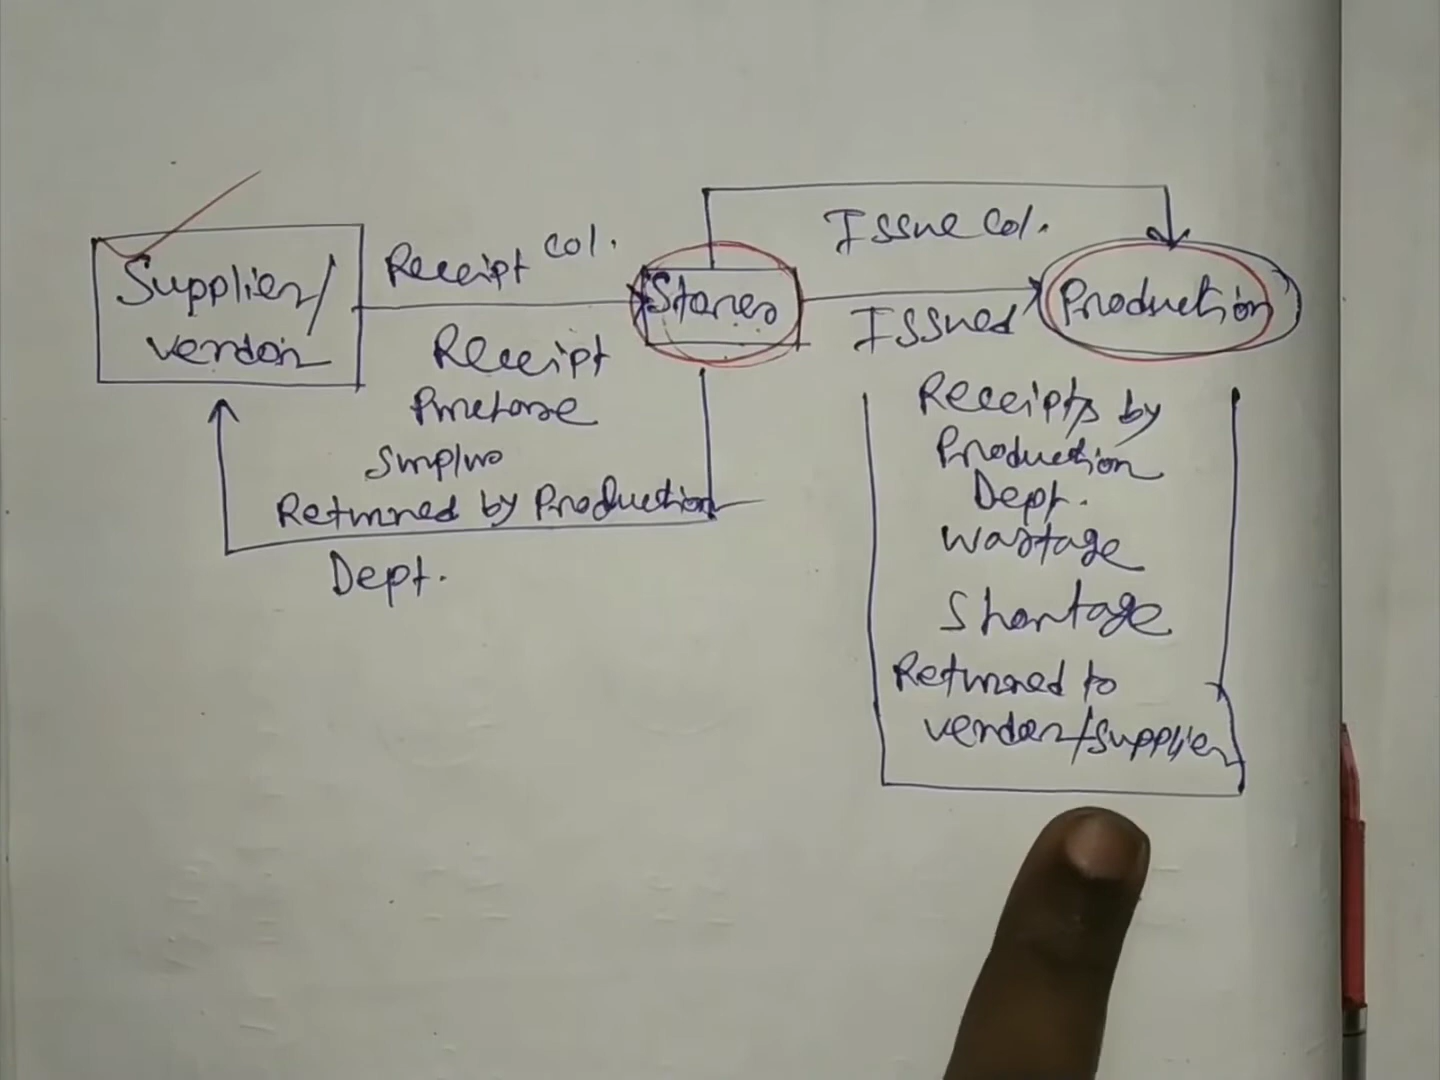 Supplier/
vendor
Receipt Col.
Receipt
Purchase
Surplus
Returned by Production
Dept.
Stores
Issue Col.
Issued
Production
Receipts by
Production
Dept.
Wastage
Shortage
Returned to
vendor/supplier